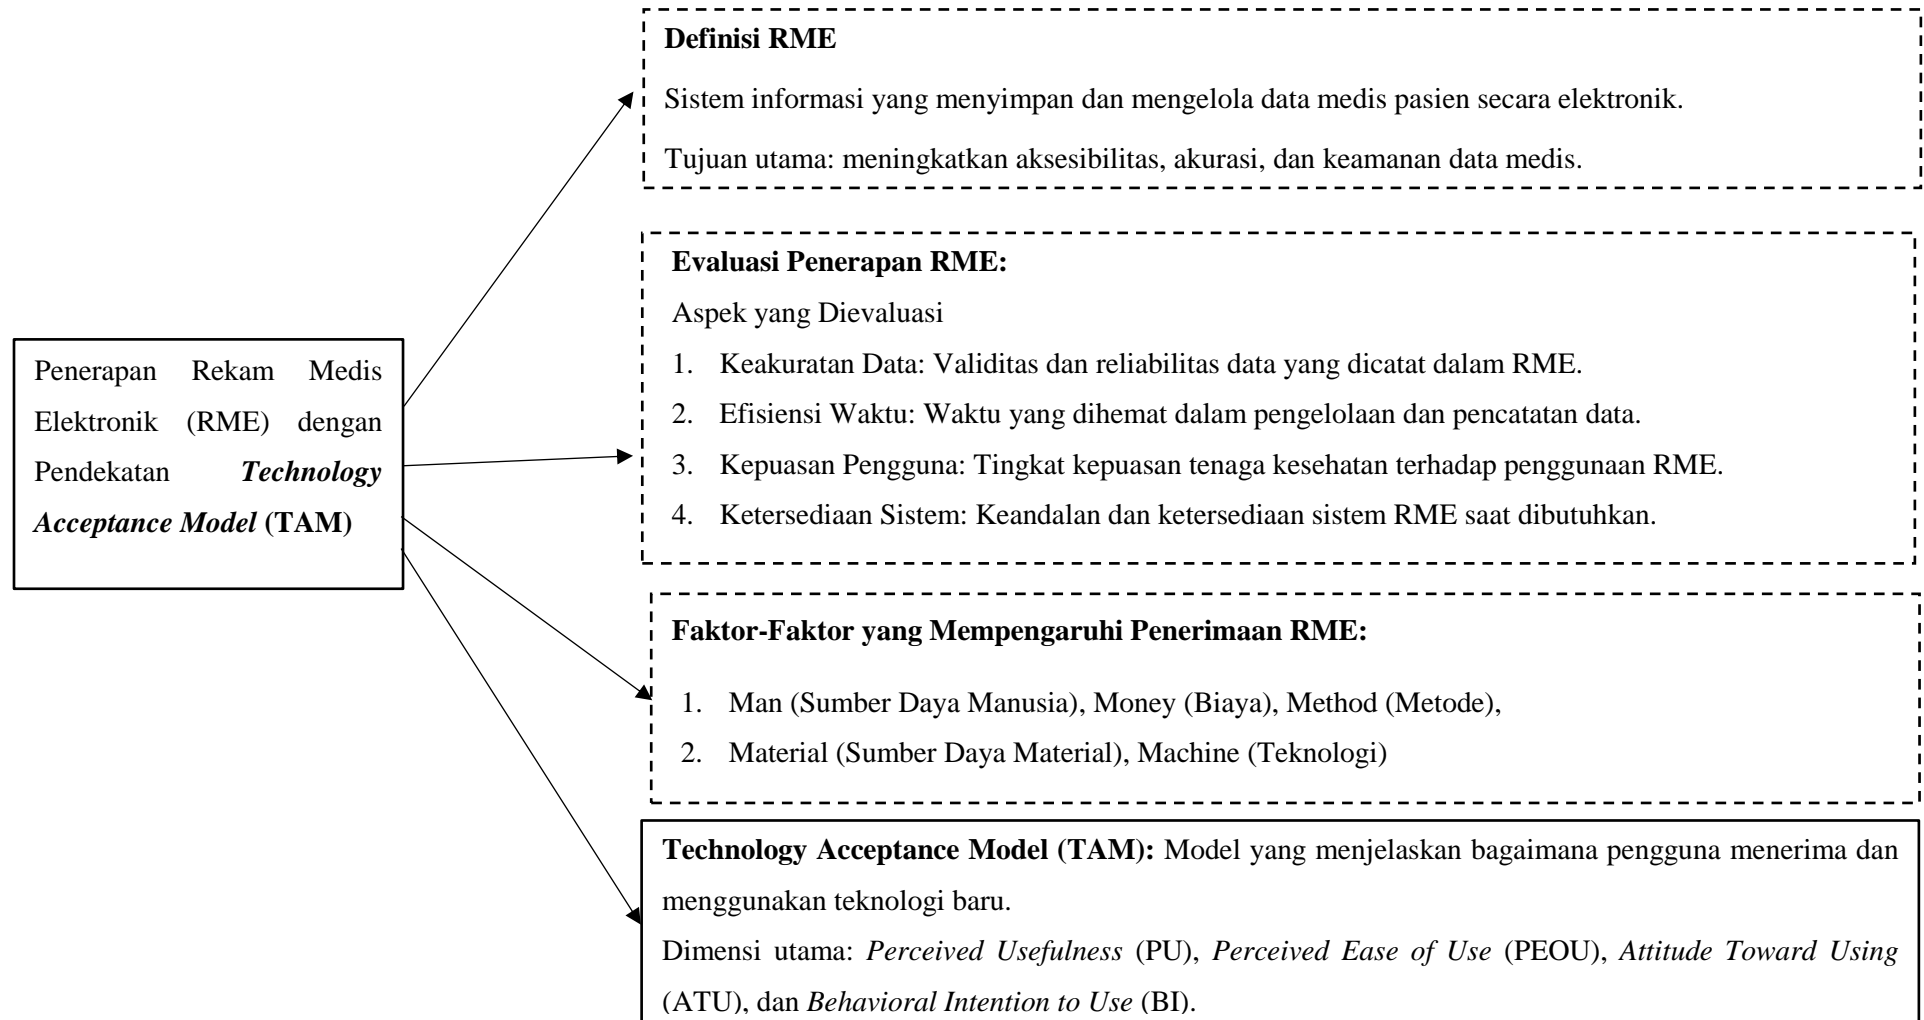 Penerapan Rekam Medis
Elektronik (RME) dengan
Pendekatan Technology
Acceptance Model (TAM)
Definisi RME
Sistem informasi yang menyimpan dan mengelola data medis pasien secara elektronik.
Tujuan utama: meningkatkan aksesibilitas, akurasi, dan keamanan data medis.
Evaluasi Penerapan RME:
Aspek yang Dievaluasi
1. Keakuratan Data: Validitas dan reliabilitas data yang dicatat dalam RME.
2. Efisiensi Waktu: Waktu yang dihemat dalam pengelolaan dan pencatatan data.
3. Kepuasan Pengguna: Tingkat kepuasan tenaga kesehatan terhadap penggunaan RME.
4. Ketersediaan Sistem: Keandalan dan ketersediaan sistem RME saat dibutuhkan.
Faktor-Faktor yang Mempengaruhi Penerimaan RME:
1. Man (Sumber Daya Manusia), Money (Biaya), Method (Metode),
2. Material (Sumber Daya Material), Machine (Teknologi)
Technology Acceptance Model (TAM): Model yang menjelaskan bagaimana pengguna menerima dan
menggunakan teknologi baru.
Dimensi utama: Perceived Usefulness (PU), Perceived Ease of Use (PEOU), Attitude Toward Using
(ATU), dan Behavioral Intention to Use (BI).